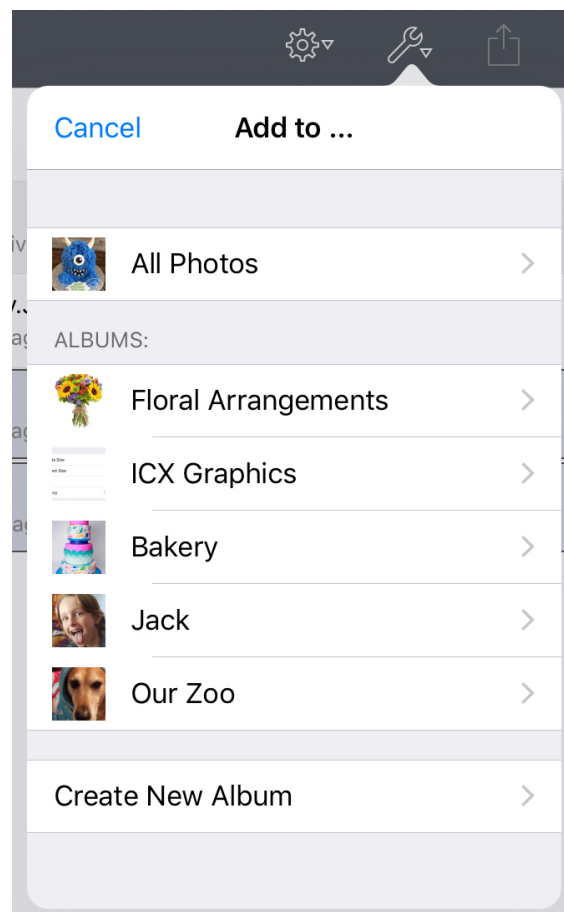 Cancel
Add to ...
All Photos
ALBUMS:
Floral Arrangements
ICX Graphics
Bakery
Jack
Our Zoo
Create New Album